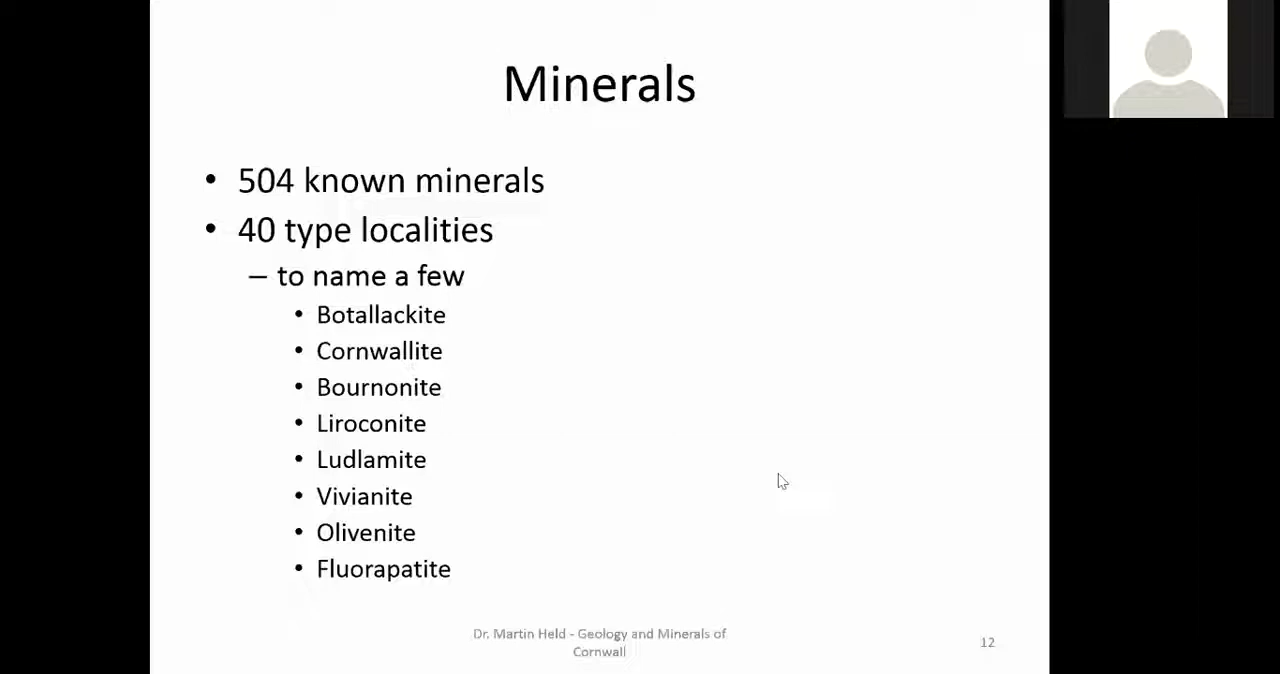 Minerals
• 504 known minerals
• 40 type localities
– to name a few
• Botallackite
• Cornwallite
• Bournonite
• Liroconite
• Ludlamite
• Vivianite
• Olivenite
• Fluorapatite
Dr. Martin Held - Geology and Minerals of
Cornwall
12